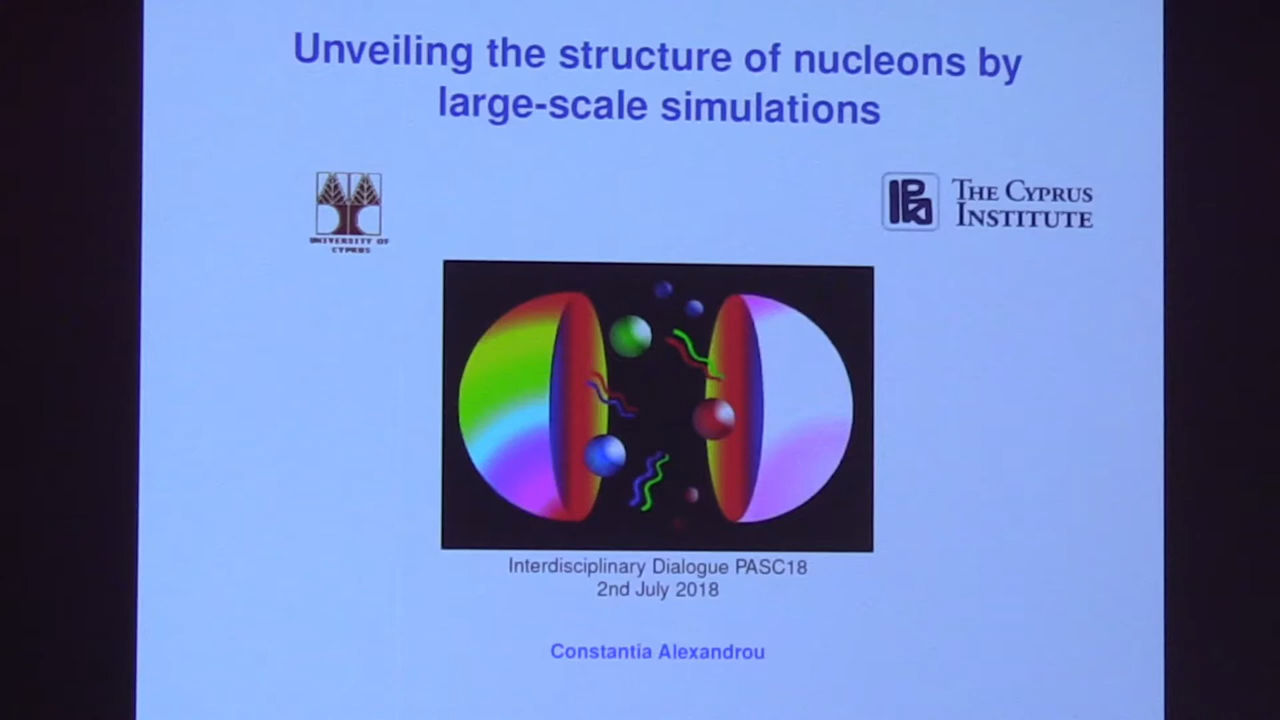 Unveiling the structure of nucleons by
large-scale simulations
UNIVERSITY OF
CYPRUS
THE CYPRUS
INSTITUTE
Interdisciplinary Dialogue PASC18
2nd July 2018
Constantia Alexandrou